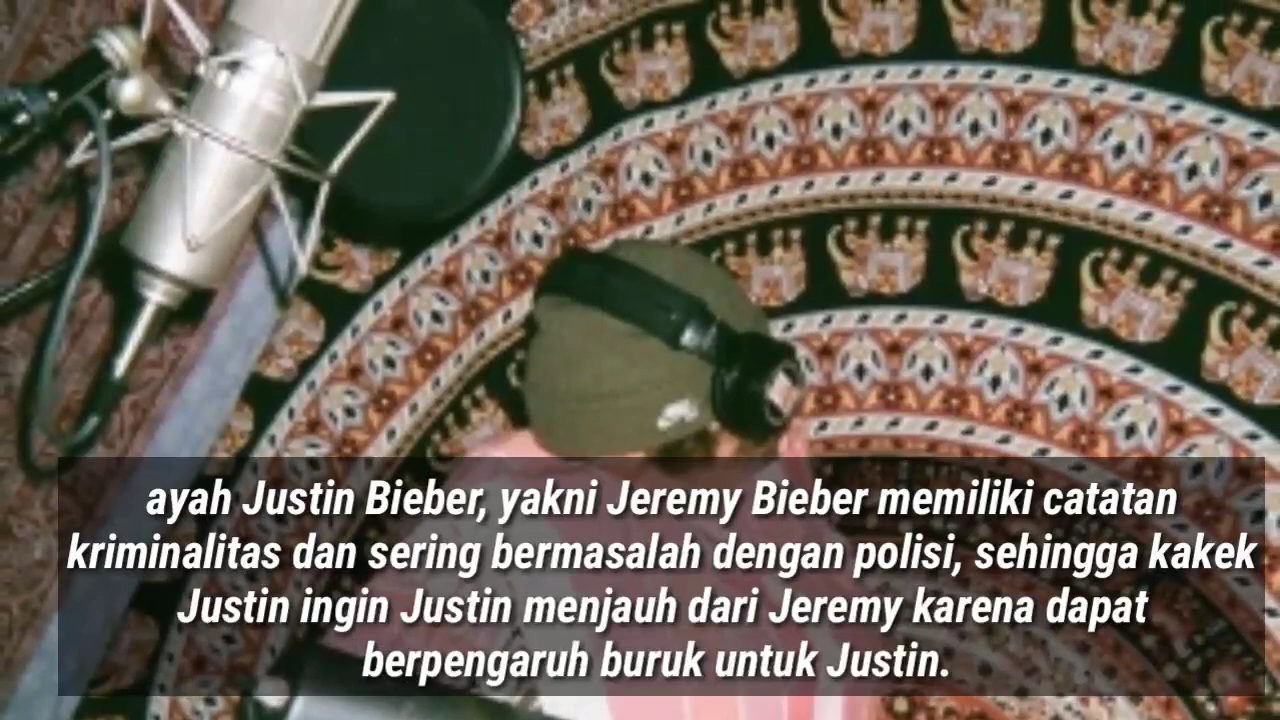 ayah Justin Bieber, yakni Jeremy Bieber memiliki catatan
kriminalitas dan sering bermasalah dengan polisi, sehingga kakek
Justin ingin Justin menjauh dari Jeremy karena dapat
berpengaruh buruk untuk Justin.